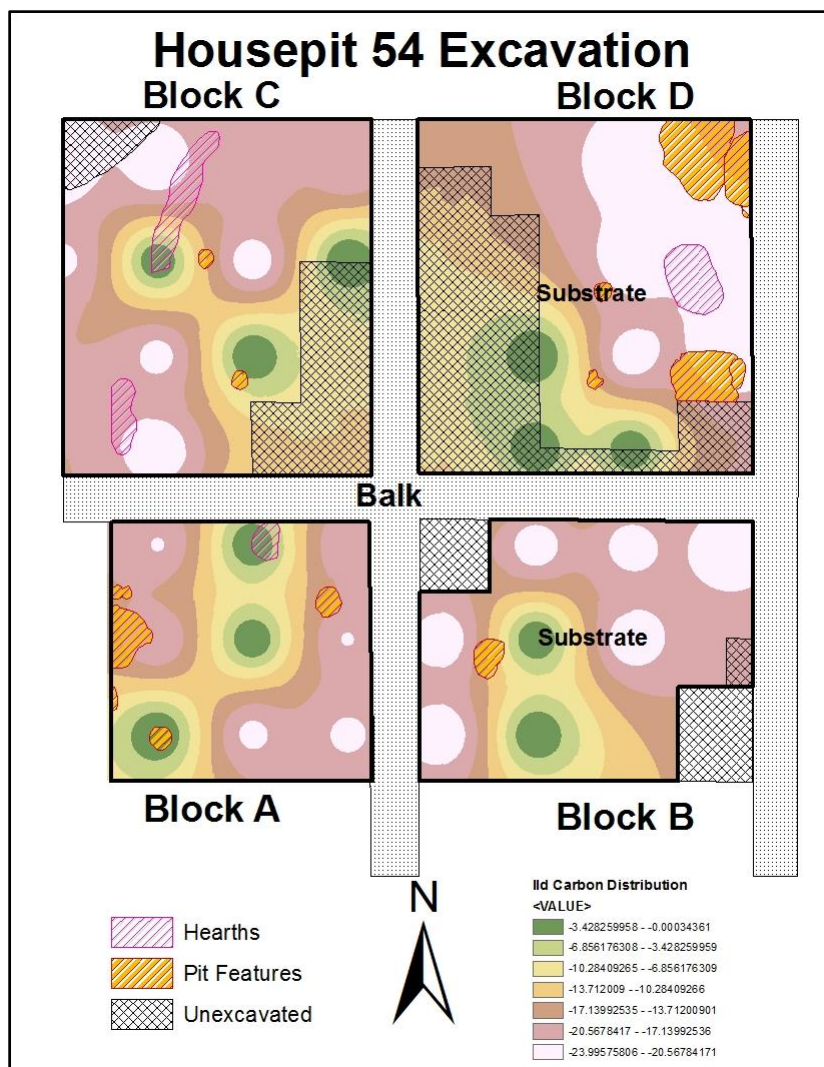 Housepit 54 Excavation
Block C
Block D
Substrate
Balk
Substrate
Block A
Block B
N
Hearths
Pit Features
Unexcavated
IId Carbon Distribution
<VALUE>
-3.428259958 - -0.00034361
-6.856176308 - -3.428259959
-10.28409265 - -6.856176309
-13.712009 - -10.28409266
-17.13992535 - -13.71200901
-20.5678417 - -17.13992536
-23.99575806 - -20.56784171